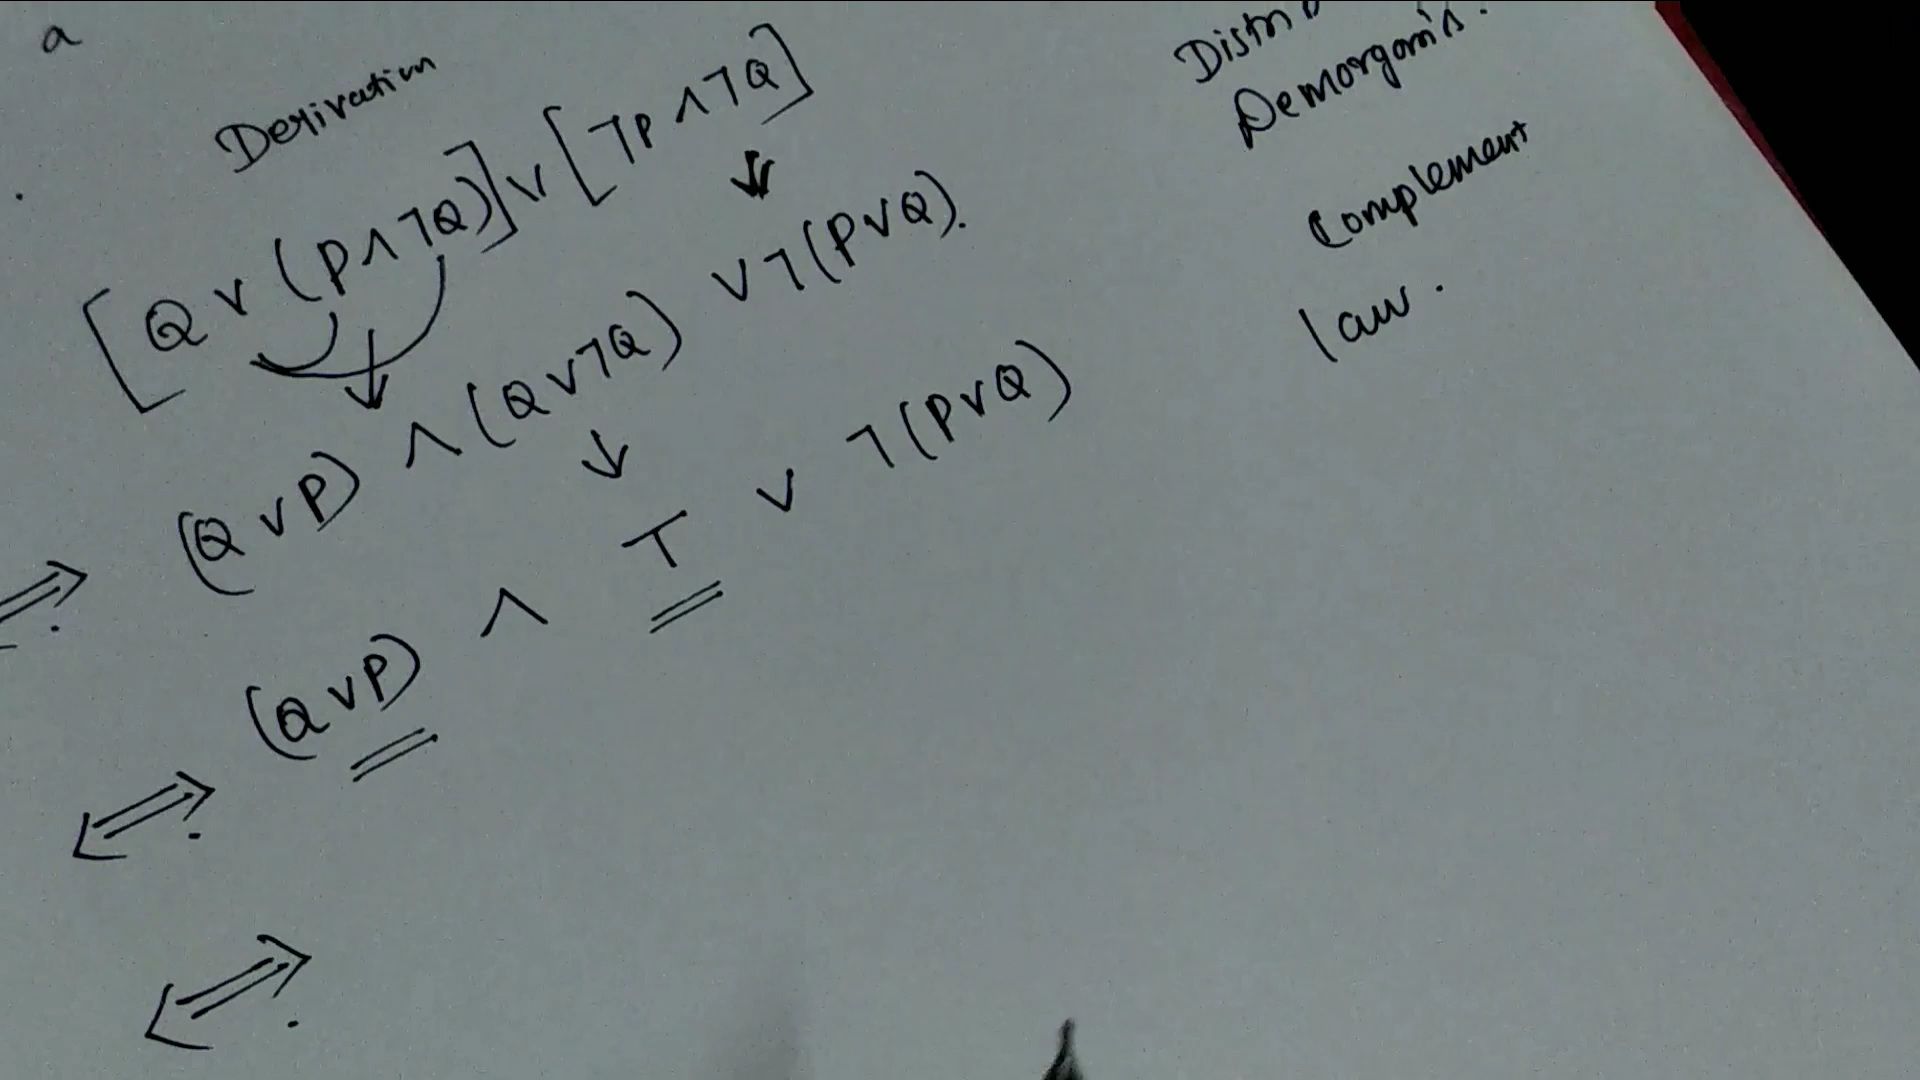 a
Derivation
[Q ∨ (P ∧ ¬Q)] ∨ [¬P ∧ ¬Q]
Demorgan's.
⇒ (Q ∨ P) ∧ (Q ∨ ¬Q) ∨ ¬(P ∨ Q).
Complement
law.
⇔ (Q ∨ P) ∧ T ∨ ¬(P ∨ Q)
⇔